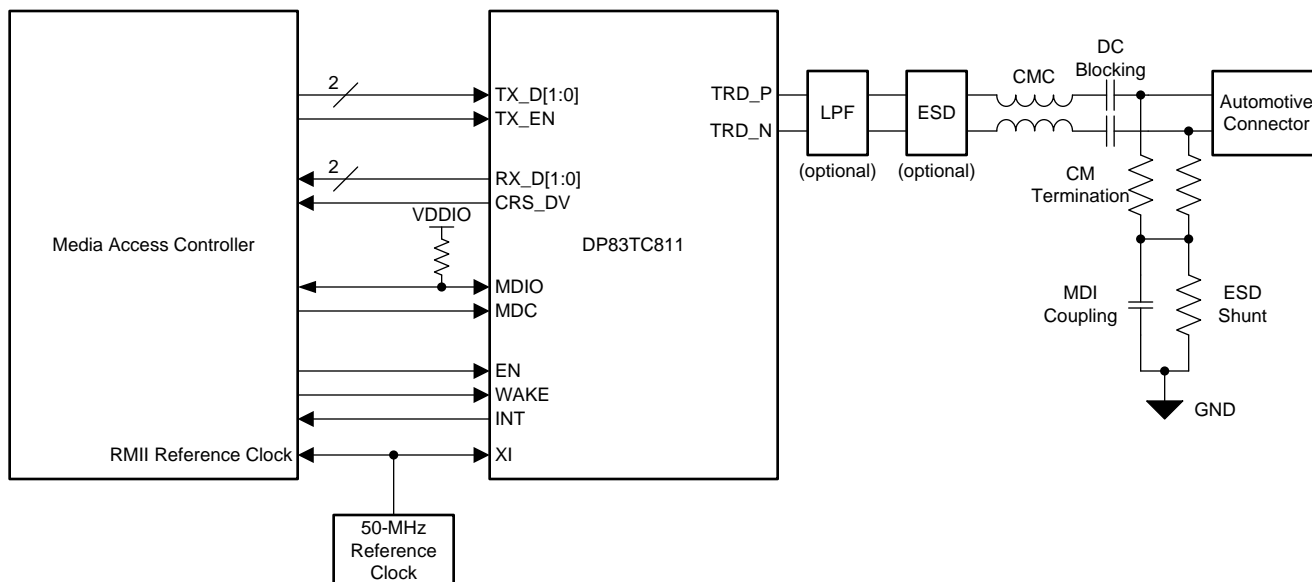 Media Access Controller
RMII Reference Clock
2
2
VDDIO
50-MHz
Reference
Clock
TX_D[1:0]
TX_EN
RX_D[1:0]
CRS_DV
MDIO
MDC
EN
WAKE
INT
XI
DP83TC811
TRD_P
TRD_N
LPF
(optional)
ESD
(optional)
CMC
DC
Blocking
Automotive
Connector
CM
Termination
MDI
Coupling
ESD
Shunt
GND